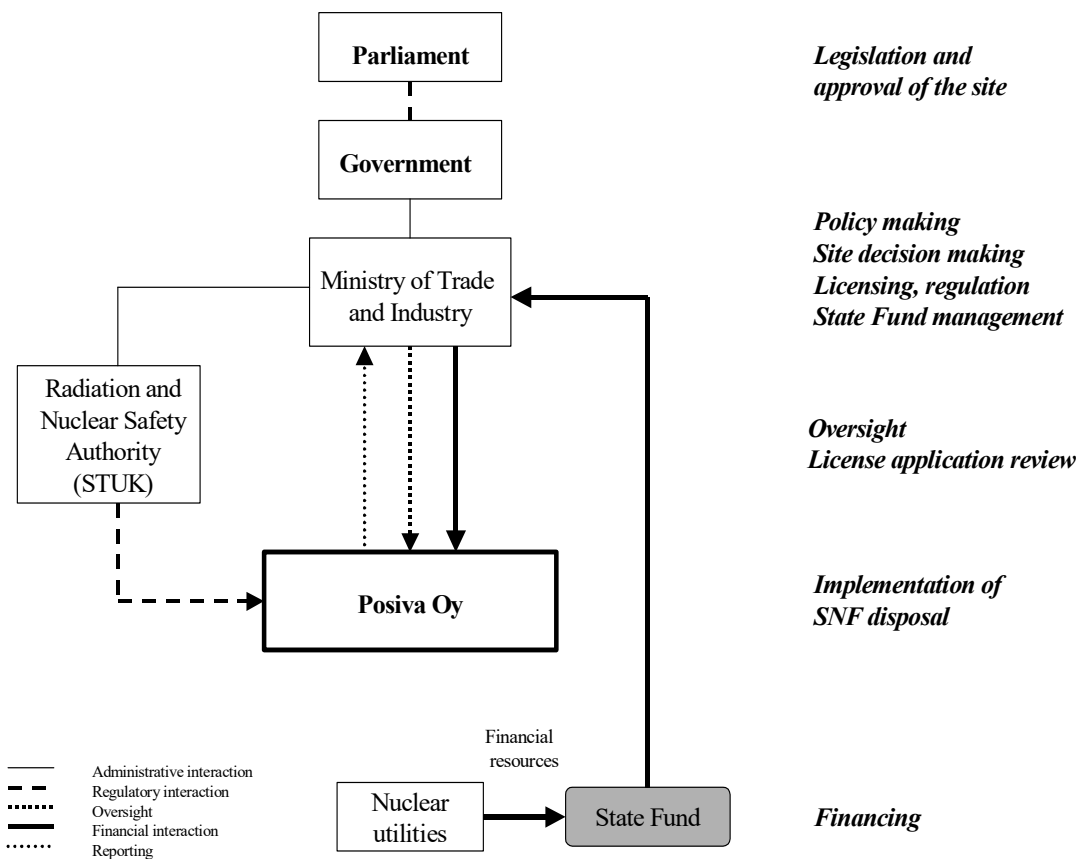 Parliament
Legislation and
approval of the site
Government
Ministry of Trade
and Industry
Policy making
Site decision making
Licensing, regulation
State Fund management
Radiation and
Nuclear Safety
Authority
(STUK)
Oversight
License application review
Posiva Oy
Implementation of
SNF disposal
Financial
resources
Administrative interaction
Regulatory interaction
Oversight
Financial interaction
Reporting
Nuclear
utilities
State Fund
Financing